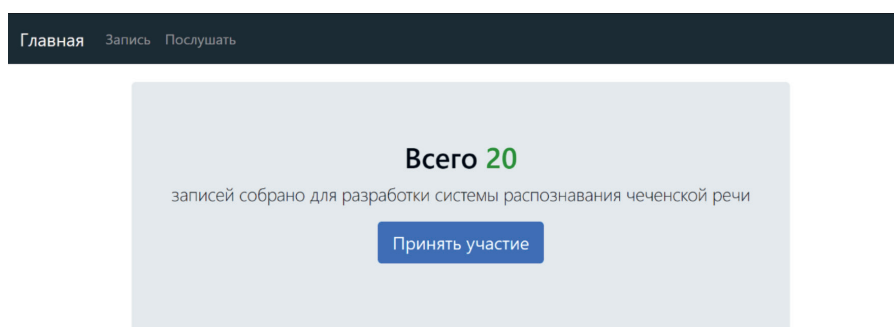 Главная Запись Послушать
Всего 20
записей собрано для разработки системы распознавания чеченской речи
Принять участие